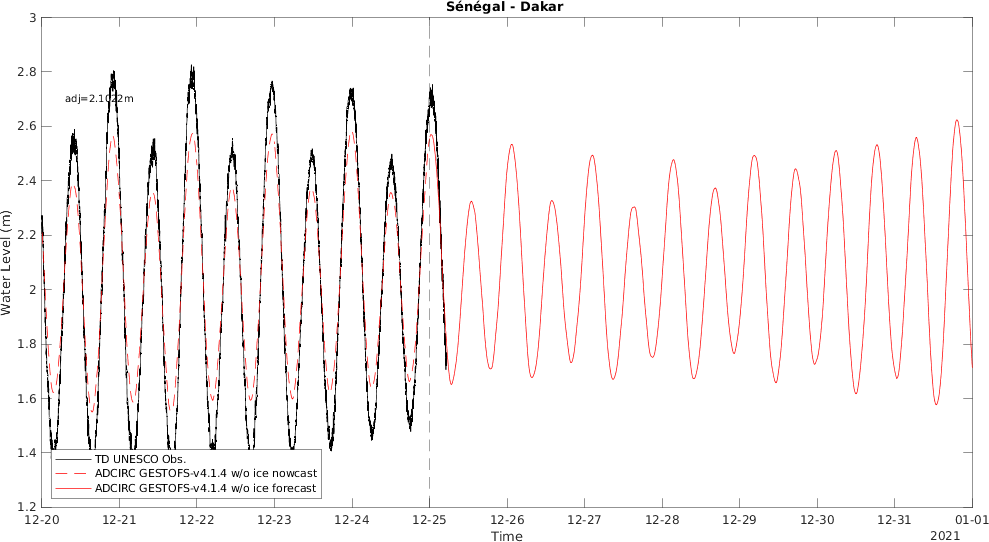 Sénégal - Dakar
3
2.8
2.6
2.4
2.2
2
1.8
1.6
1.4
1.2
Water Level (m)
adj=2.1022m
TD UNESCO Obs.
ADCIRC GESTOFS-v4.1.4 w/o ice nowcast
ADCIRC GESTOFS-v4.1.4 w/o ice forecast
12-20 12-21 12-22 12-23 12-24 12-25 12-26 12-27 12-28 12-29 12-30 12-31 01-01
Time
2021